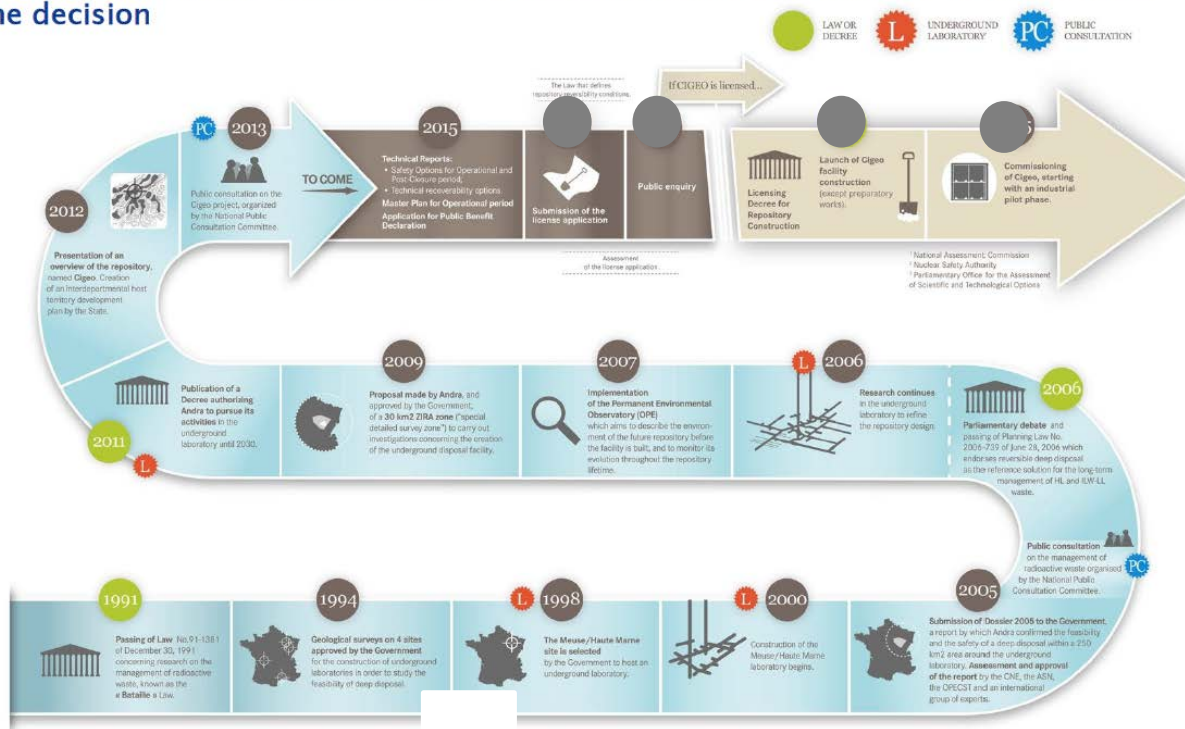 ne decision
LAW OR
DECREE
L
UNDERGROUND
LABORATORY
PC
PUBLIC
CONSULTATION
1991
Passing of Law No.91-1381
of December 30, 1991
concerning research on the
management of radioactive
waste, known as the
« Bataille » Law.
1994
Geological surveys on 4 sites
approved by the Government
for the construction of underground
laboratories in order to study the
feasibility of deep disposal.
L
1998
The Meuse/Haute Marne
site is selected
by the Government to host an
underground laboratory.
L
2000
Construction of the
Meuse/Haute Marne
laboratory begins.
2005
Submission of Dossier 2005 to the Government,
a report by which Andra confirmed the feasibility
and the safety of a deep disposal within a 250
km2 area around the underground
laboratory. Assessment and approval
of the report by the CNE, the ASN,
the OPECST and an international
group of experts.
PC
Public consultation
on the management of
radioactive waste organised
by the National Public
Consultation Committee.
2006
Parliamentary debate and
passing of Planning Law No.
2006-739 of June 28, 2006 which
endorses reversible deep disposal
as the reference solution for the long-term
management of HL and ILW-LL
waste.
L
2006
Research continues
in the underground
laboratory to refine
the repository design.
2007
Implementation
of the Permanent Environmental
Observatory (OPE)
which aims to describe the environ-
ment of the future repository before
the facility is built, and to monitor its
evolution throughout the repository
lifetime.
2009
Proposal made by Andra, and
approved by the Government,
of a 30 km2 ZIRA zone ("special
detailed survey zone") to carry out
investigations concerning the creation
of the underground disposal facility.
2011
L
Publication of a
Decree authorizing
Andra to pursue its
activities in the
underground
laboratory until 2030.
2012
Presentation of an
overview of the repository,
named Cigeo. Creation
of an interdepartmental host
territory development
plan by the State.
PC
2013
Public consultation on the
Cigeo project, organized
by the National Public
Consultation Committee.
TO COME
2015
Technical Reports:
• Safety Options for Operational and
Post-Closure period;
• Technical recoverability options
Master Plan for Operational period
Application for Public Benefit
Declaration
The Law that defines
repository reversibility conditions.
Submission of the
license application
Public enquiry
Assessment
of the license application
If CIGEO is licensed...
Licensing
Decree for
Repository
Construction
Launch of Cigeo
facility
construction
(except preparatory
works).
5
Commissioning
of Cigeo, starting
with an industrial
pilot phase.
¹ National Assessment Commission
² Nuclear Safety Authority
³ Parliamentary Office for the Assessment
of Scientific and Technological Options